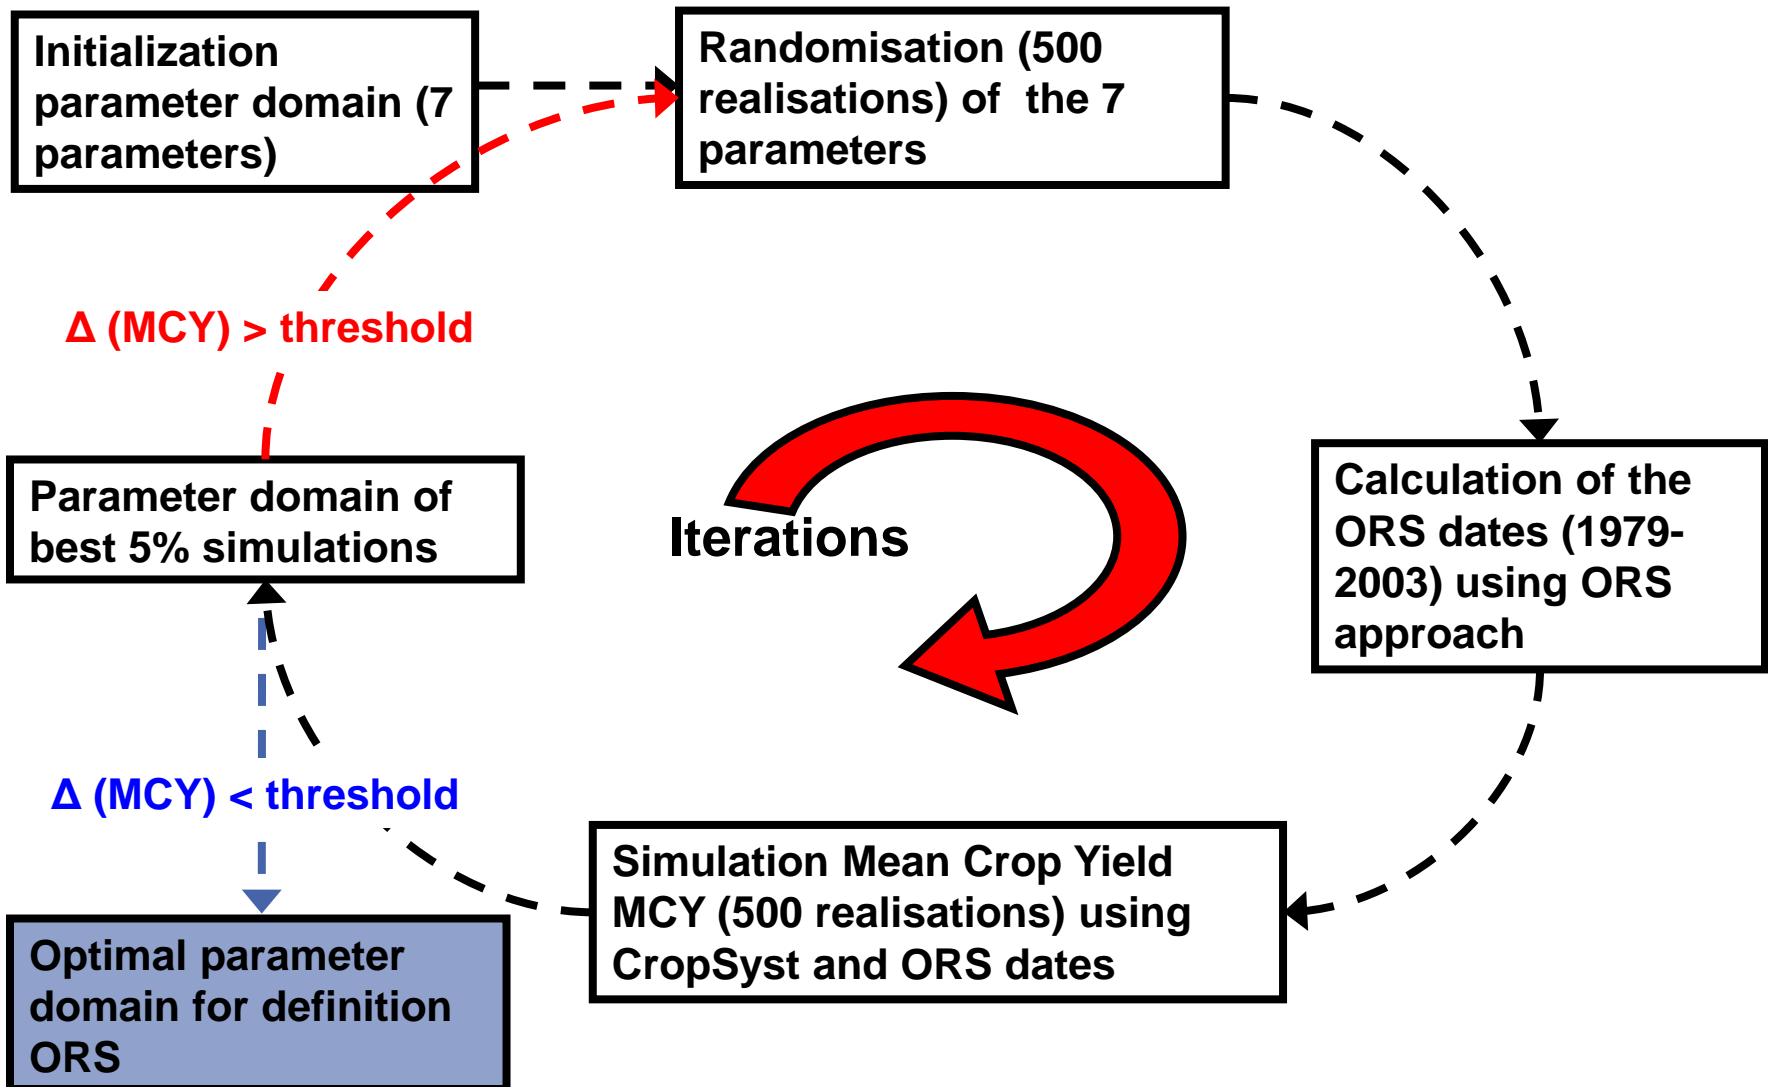 Initialization
parameter domain (7
parameters)
Randomisation (500
realisations) of the 7
parameters
Δ (MCY) > threshold
Parameter domain of
best 5% simulations
Iterations
Calculation of the
ORS dates (1979-
2003) using ORS
approach
Δ (MCY) < threshold
Simulation Mean Crop Yield
MCY (500 realisations) using
CropSyst and ORS dates
Optimal parameter
domain for definition
ORS